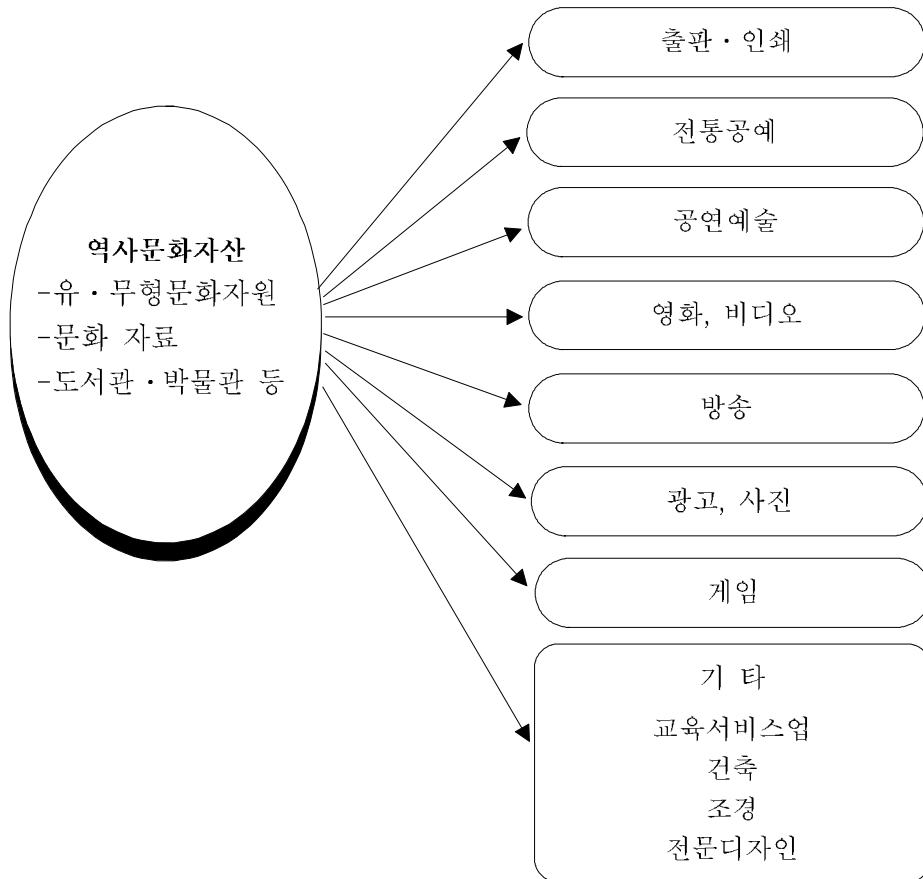 역사문화자산
-유·무형문화자원
-문화 자료
-도서관·박물관 등
출판·인쇄
전통공예
공연예술
영화, 비디오
방송
광고, 사진
게임
기 타
교육서비스업
건축
조경
전문디자인